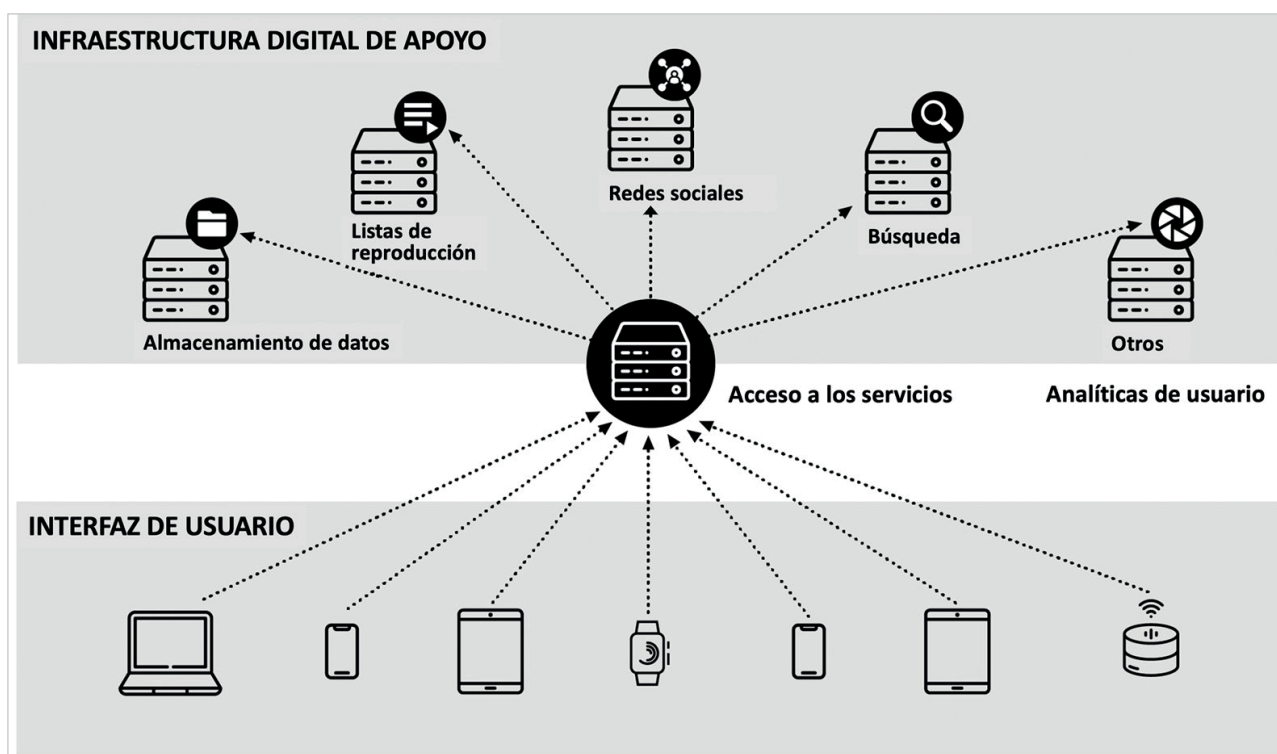 INFRAESTRUCTURA DIGITAL DE APOYO
Redes sociales
Listas de
reproducción
Búsqueda
Almacenamiento de datos
Otros
Acceso a los servicios
Analíticas de usuario
INTERFAZ DE USUARIO